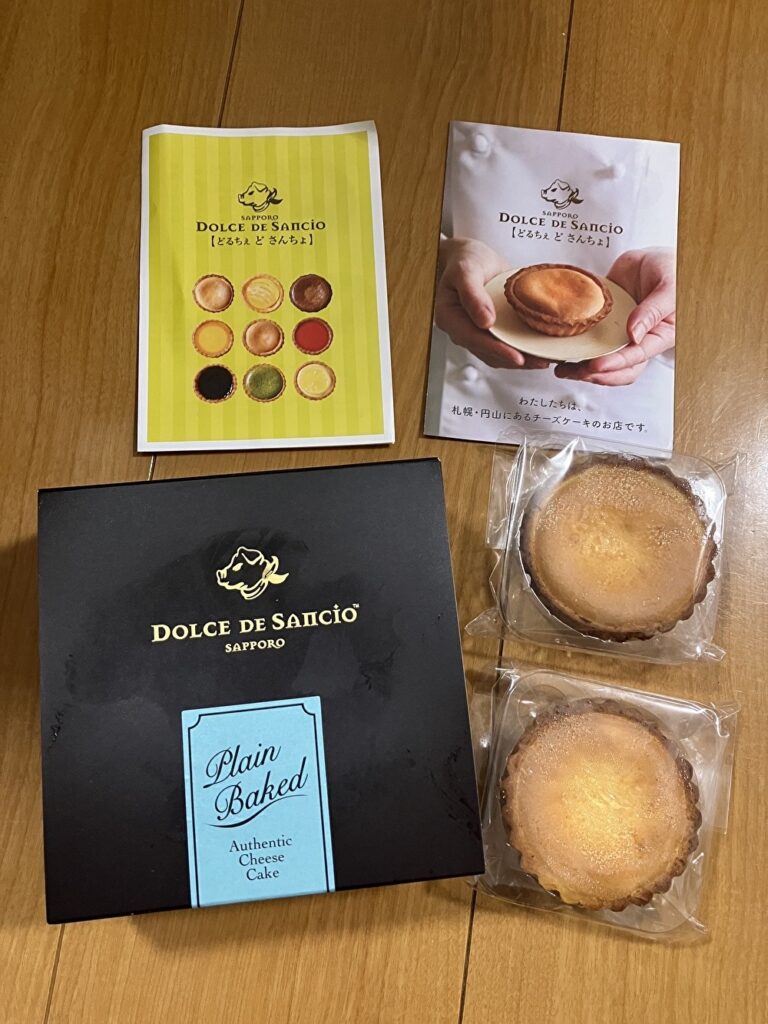 SAPPORO
DOLCE DE SANCIO
【どるちぇ ど さんちょ】
SAPPORO
DOLCE DE SANCIO
【どるちぇ ど さんちょ】
わたしたちは、
札幌・円山にあるチーズケーキのお店です。
DOLCE DE SANCIO™
SAPPORO
Plain
Baked
Authentic
Cheese
Cake